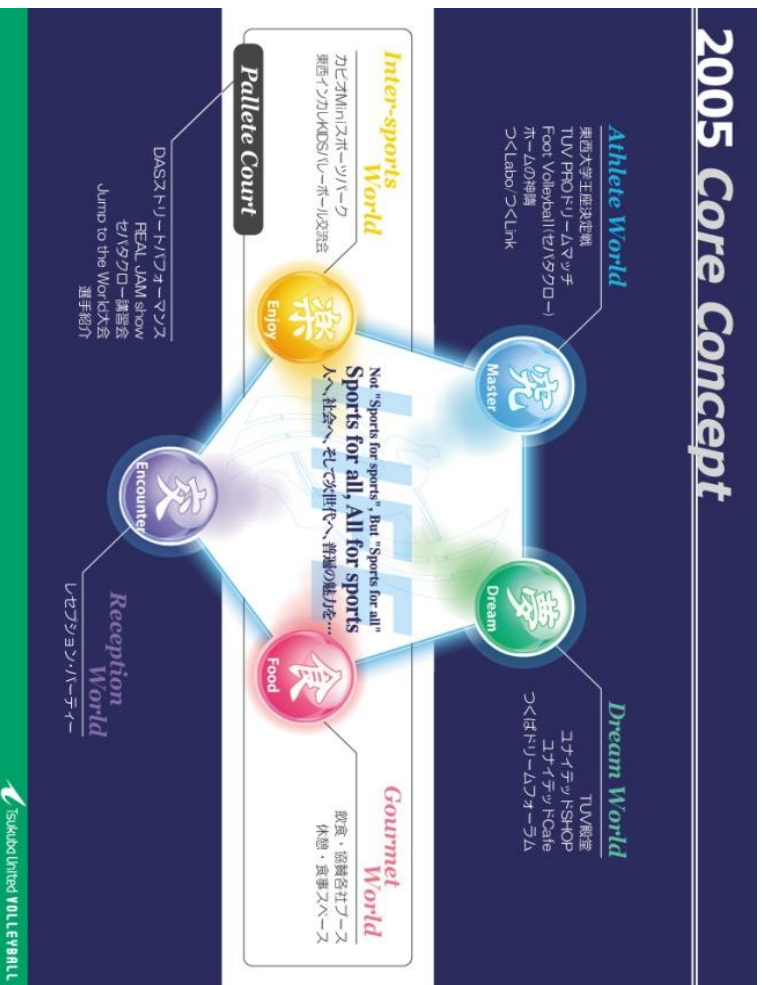 2005 Core Concept
Athlete World
東西大学王座決定戦
TUV PROドリームマッチ
Foot Volleyball(セパタクロー)
ホームの神隋
つくLabo/つくLink
Dream World
TUV殿堂
ユナイテッドSHOP
ユナイテッドCafe
つくばドリームフォーラム
究
Master
夢
Dream
Inter-sports
World
カピオMiniスポーツパーク
東西インカレKIDS/バレーボール交流会
Pallete Court
楽
Enjoy
LIFE
Not "Sports for sports", But "Sports for all"
Sports for all, All for sports
人へ、社会へ、そして次世代へ、普遍の魅力を…
食
Food
Gourmet
World
飲食・協賛各社ブース
休憩・食事スペース
DASストリートパフォーマンス
REAL JAM show
セパタクロー講習会
Jump to the World大会
選手紹介
交
Encounter
Reception
World
レセプション・パーティー
Tsukuba United VOLLEYBALL